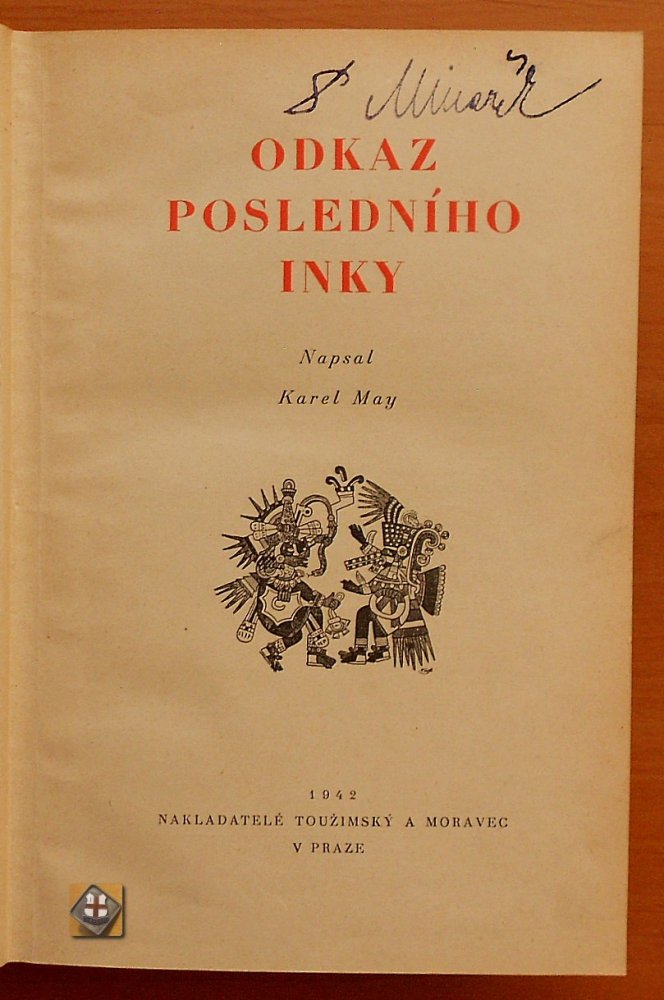 ODKAZ
POSLEDNÍHO
INKY
Napsal
Karel May
1942
NAKLADATELÉ TOUŽIMSKÝ A MORAVEC
V PRAZE